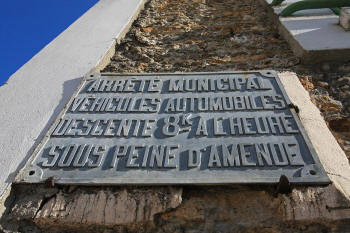 ARRÊTÉ MUNICIPAL
VÉHICULES AUTOMOBILES
DESCENTE 8K A L'HEURE
SOUS PEINE D'AMENDE